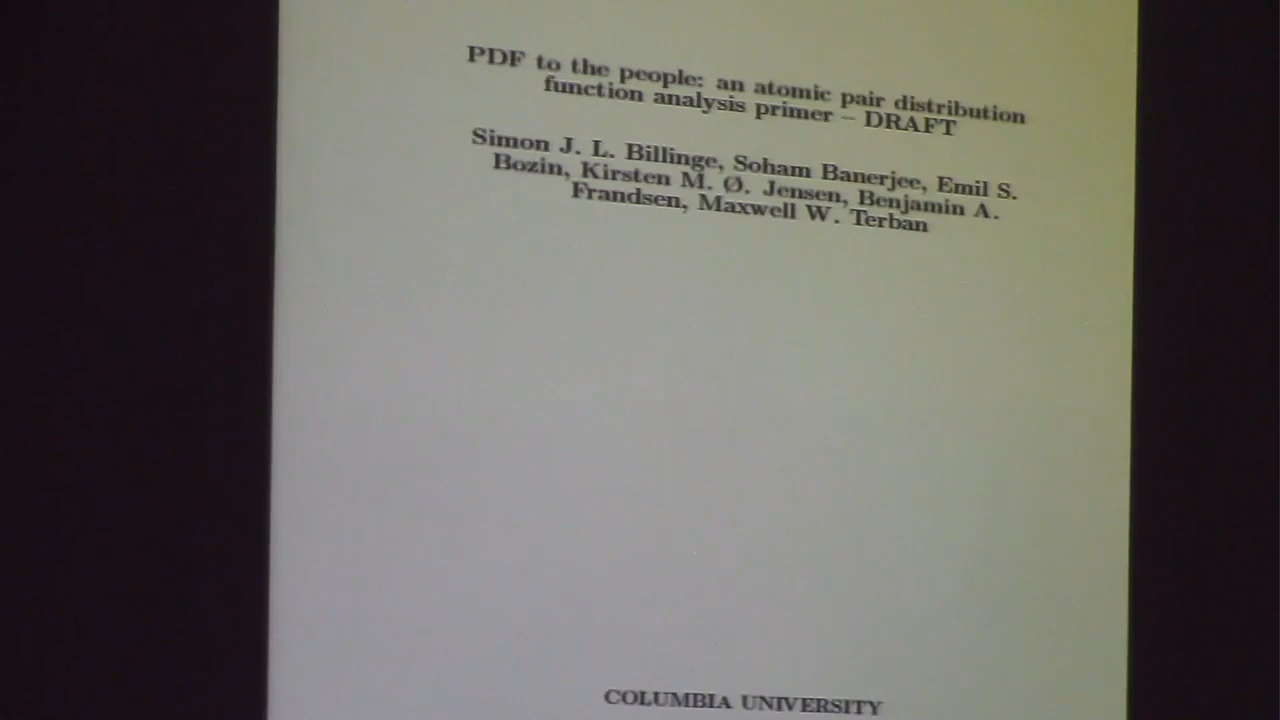 PDF to the people: an atomic pair distribution
function analysis primer – DRAFT
Simon J. L. Billinge, Soham Banerjee, Emil S.
Bozin, Kirsten M. Ø. Jensen, Benjamin A.
Frandsen, Maxwell W. Terban
COLUMBIA UNIVERSITY